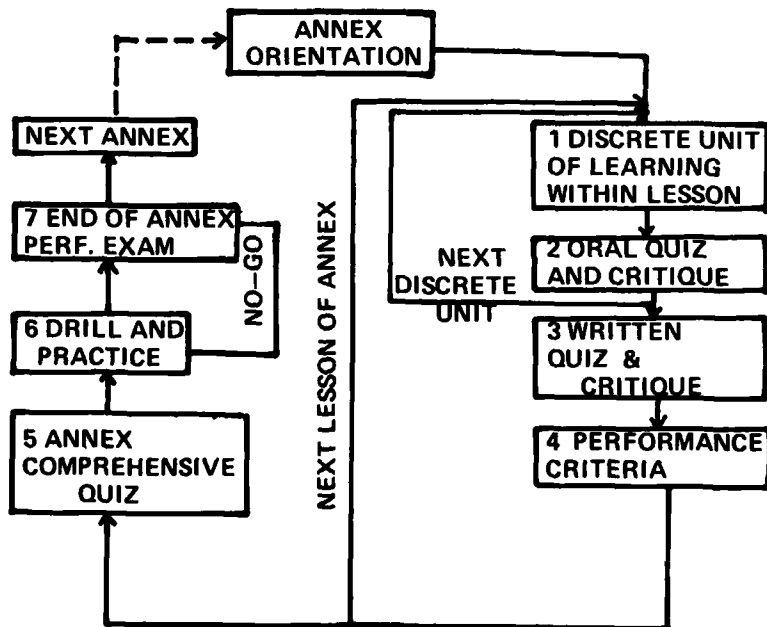 ANNEX
ORIENTATION
NEXT ANNEX
1 DISCRETE UNIT
OF LEARNING
WITHIN LESSON
7 END OF ANNEX
PERF. EXAM
NO-GO
2 ORAL QUIZ
AND CRITIQUE
NEXT
DISCRETE
UNIT
NEXT LESSON OF ANNEX
6 DRILL AND
PRACTICE
3 WRITTEN
QUIZ &
CRITIQUE
5 ANNEX
COMPREHENSIVE
QUIZ
4 PERFORMANCE
CRITERIA